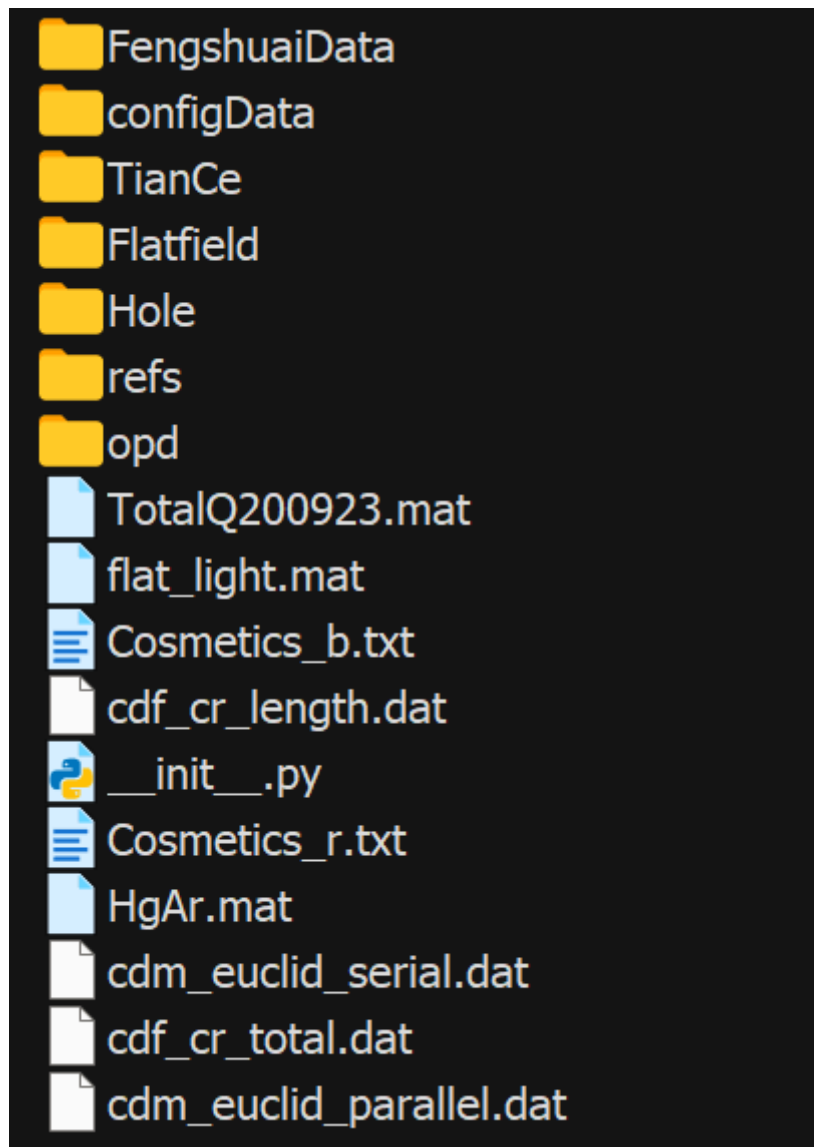 FengshuaiData
configData
TianCe
Flatfield
Hole
refs
opd
TotalQ200923.mat
flat_light.mat
Cosmetics_b.txt
cdf_cr_length.dat
__init__.py
Cosmetics_r.txt
HgAr.mat
cdm_euclid_serial.dat
cdf_cr_total.dat
cdm_euclid_parallel.dat